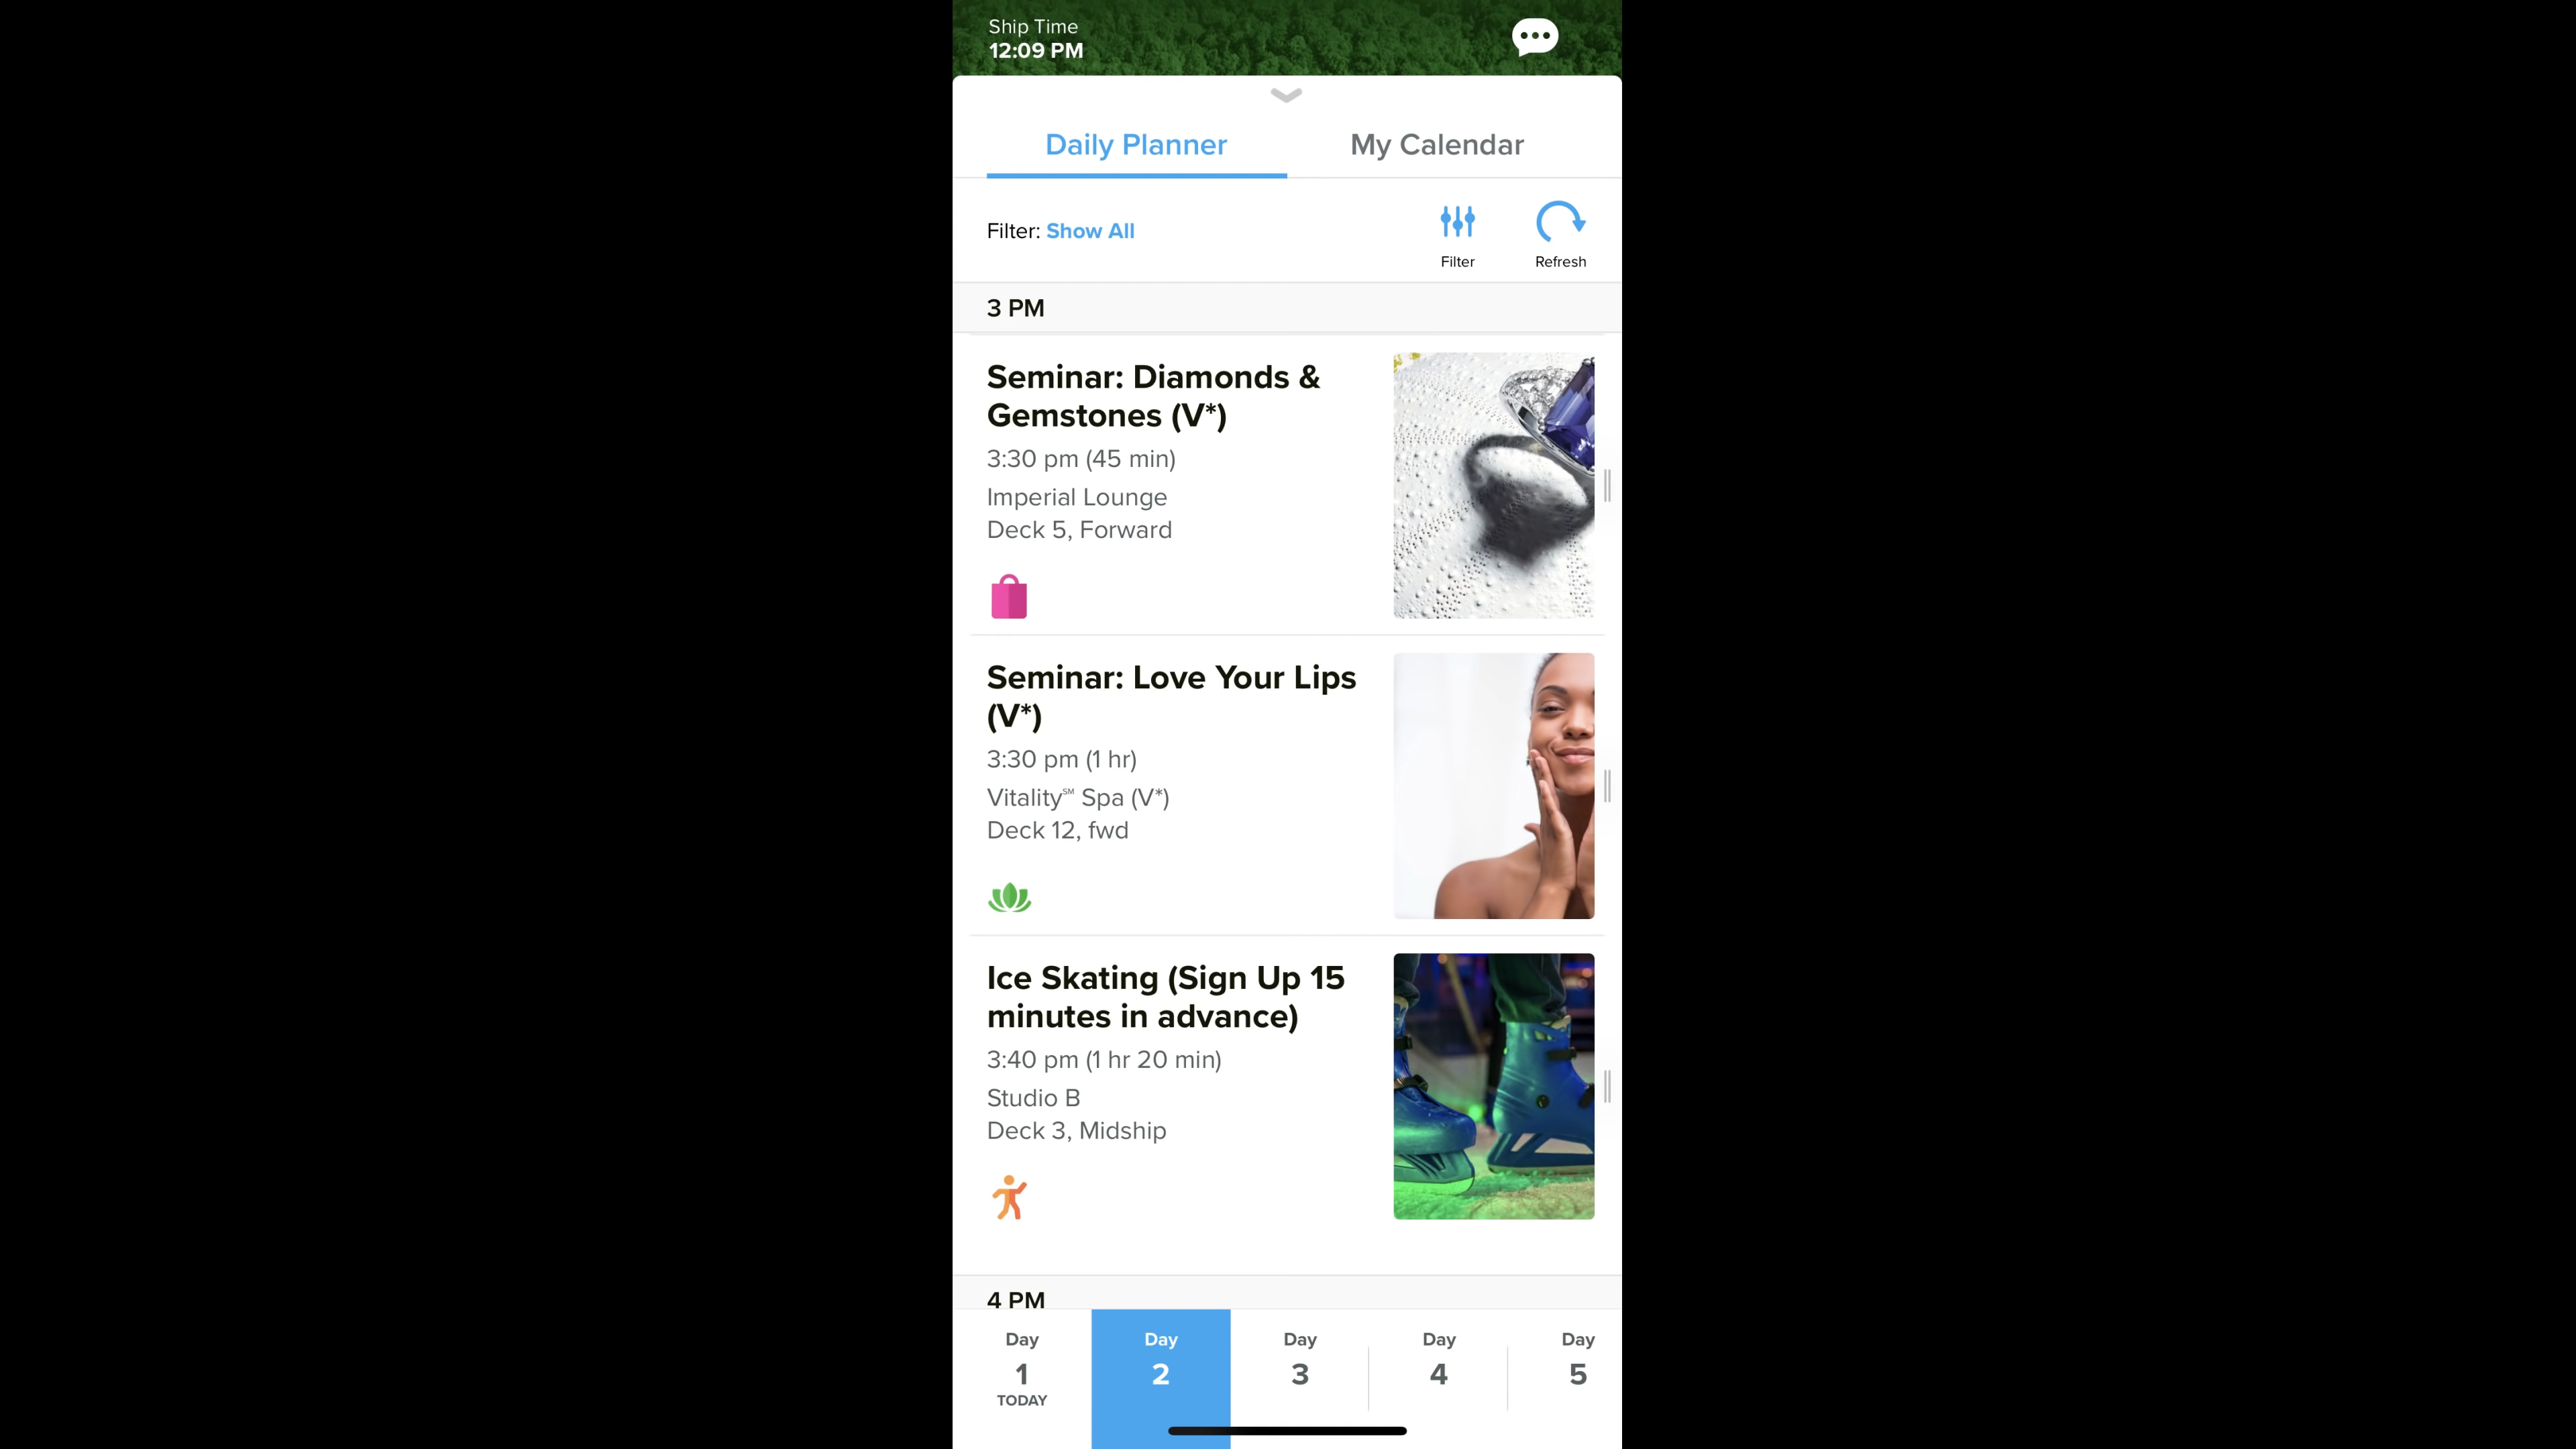 Ship Time
12:09 PM
Daily Planner
My Calendar
Filter: Show All
Filter
Refresh
3 PM
Seminar: Diamonds &
Gemstones (V*)
3:30 pm (45 min)
Imperial Lounge
Deck 5, Forward
Seminar: Love Your Lips
(V*)
3:30 pm (1 hr)
Vitality℠ Spa (V*)
Deck 12, fwd
Ice Skating (Sign Up 15
minutes in advance)
3:40 pm (1 hr 20 min)
Studio B
Deck 3, Midship
4 PM
Day
1
TODAY
Day
2
Day
3
Day
4
Day
5